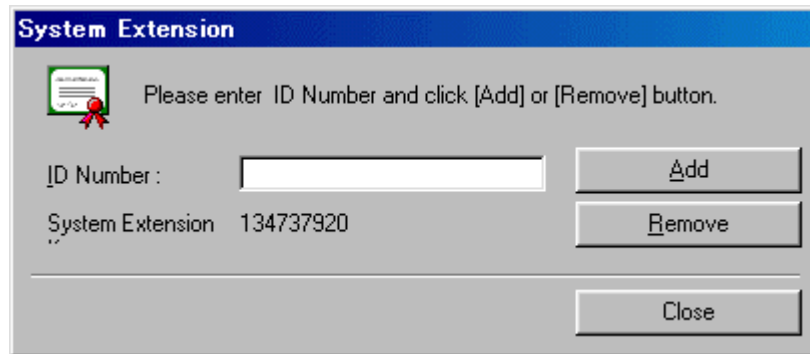 System Extension
Please enter ID Number and click [Add] or [Remove] button.
ID Number :
Add
System Extension
134737920
Remove
Close